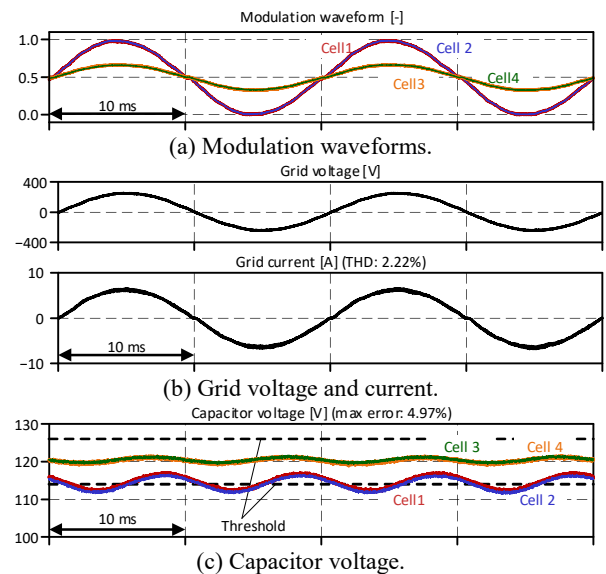 Modulation waveform [-]
1.0
Cell1
Cell 2
0.5
Cell3
Cell4
10 ms
0.0
(a) Modulation waveforms.
Grid voltage [V]
400
0
−400
Grid current [A] (THD: 2.22%)
10
0
10 ms
−10
(b) Grid voltage and current.
Capacitor voltage [V] (max error: 4.97%)
130
Cell 3
Cell 4
120
110
Cell1
Cell 2
10 ms
Threshold
100
(c) Capacitor voltage.